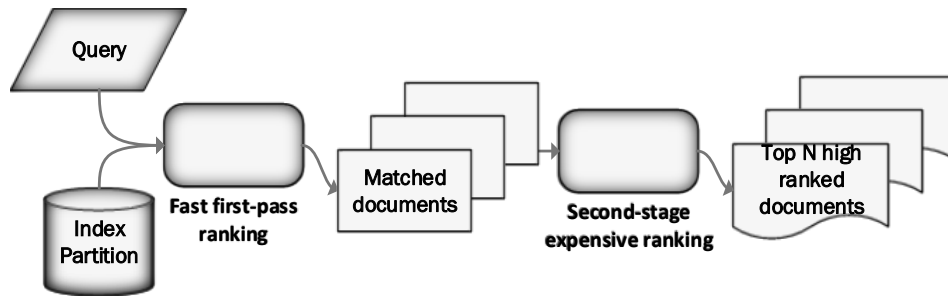 Query
Index
Partition
Fast first-pass
ranking
Matched
documents
Second-stage
expensive ranking
Top N high
ranked
documents